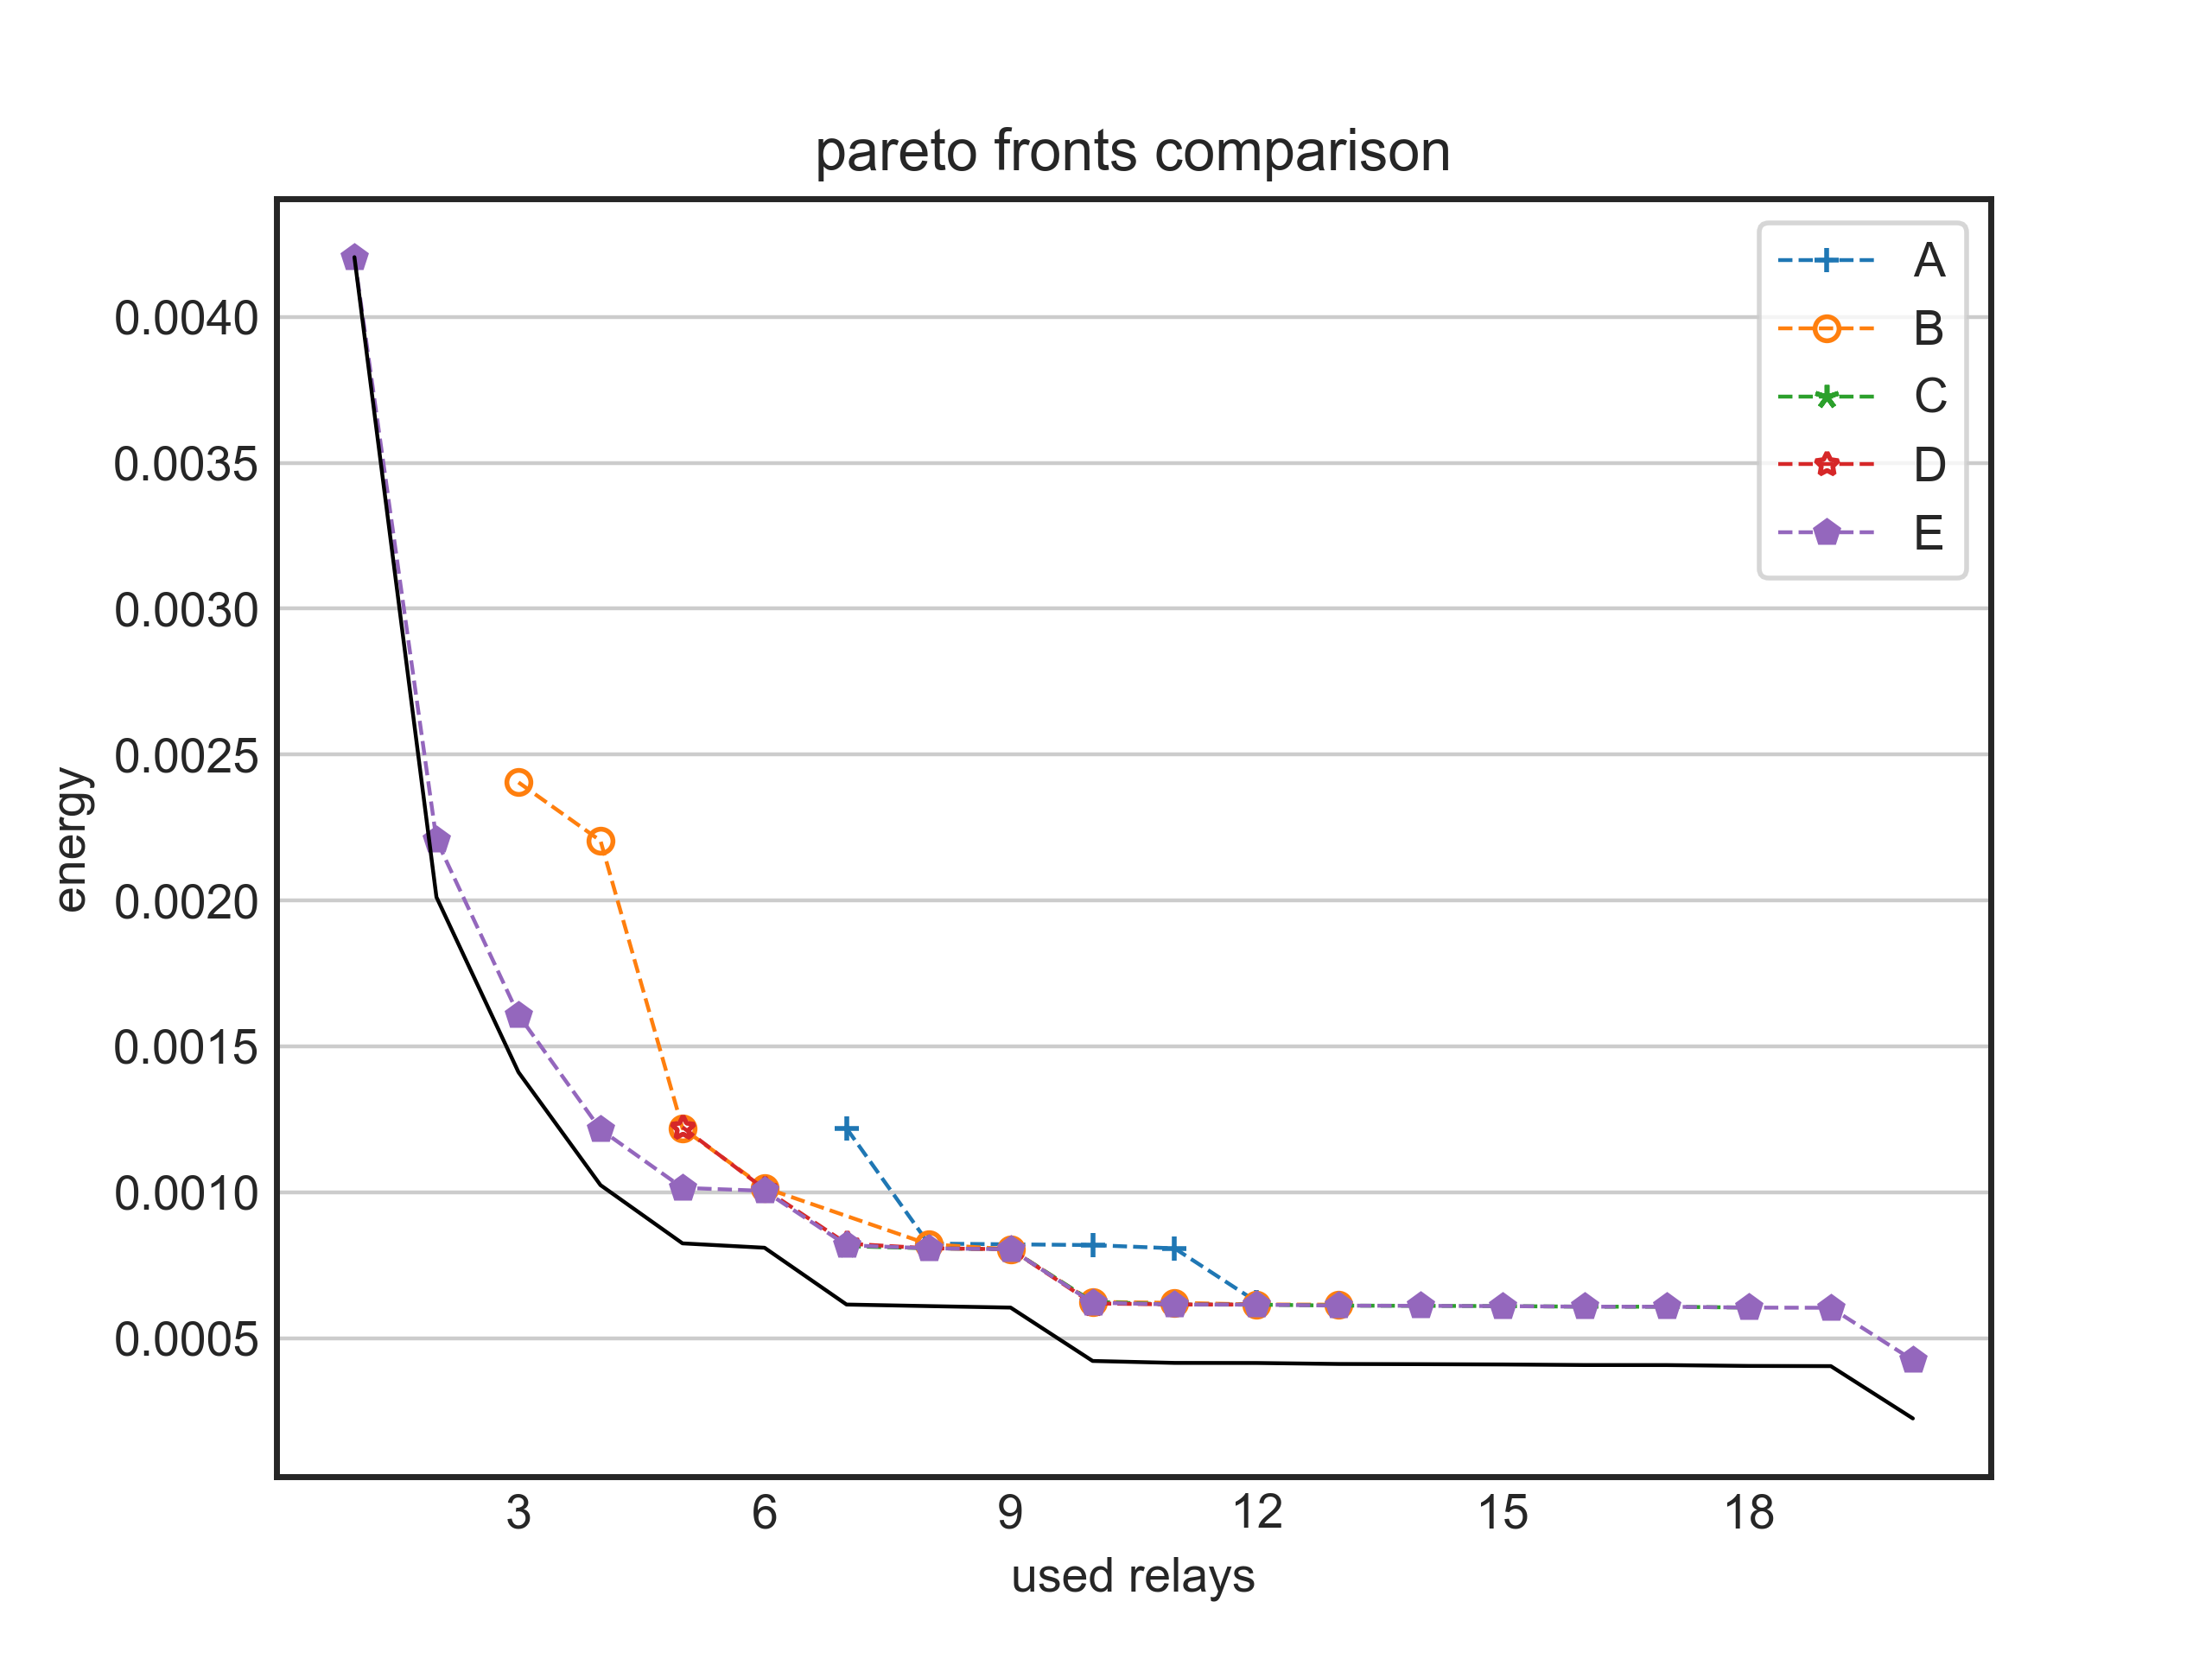 pareto fronts comparison
A
B
C
D
E
0.0040
0.0035
0.0030
0.0025
0.0020
0.0015
0.0010
0.0005
energy
3 6 9 12 15 18
used relays